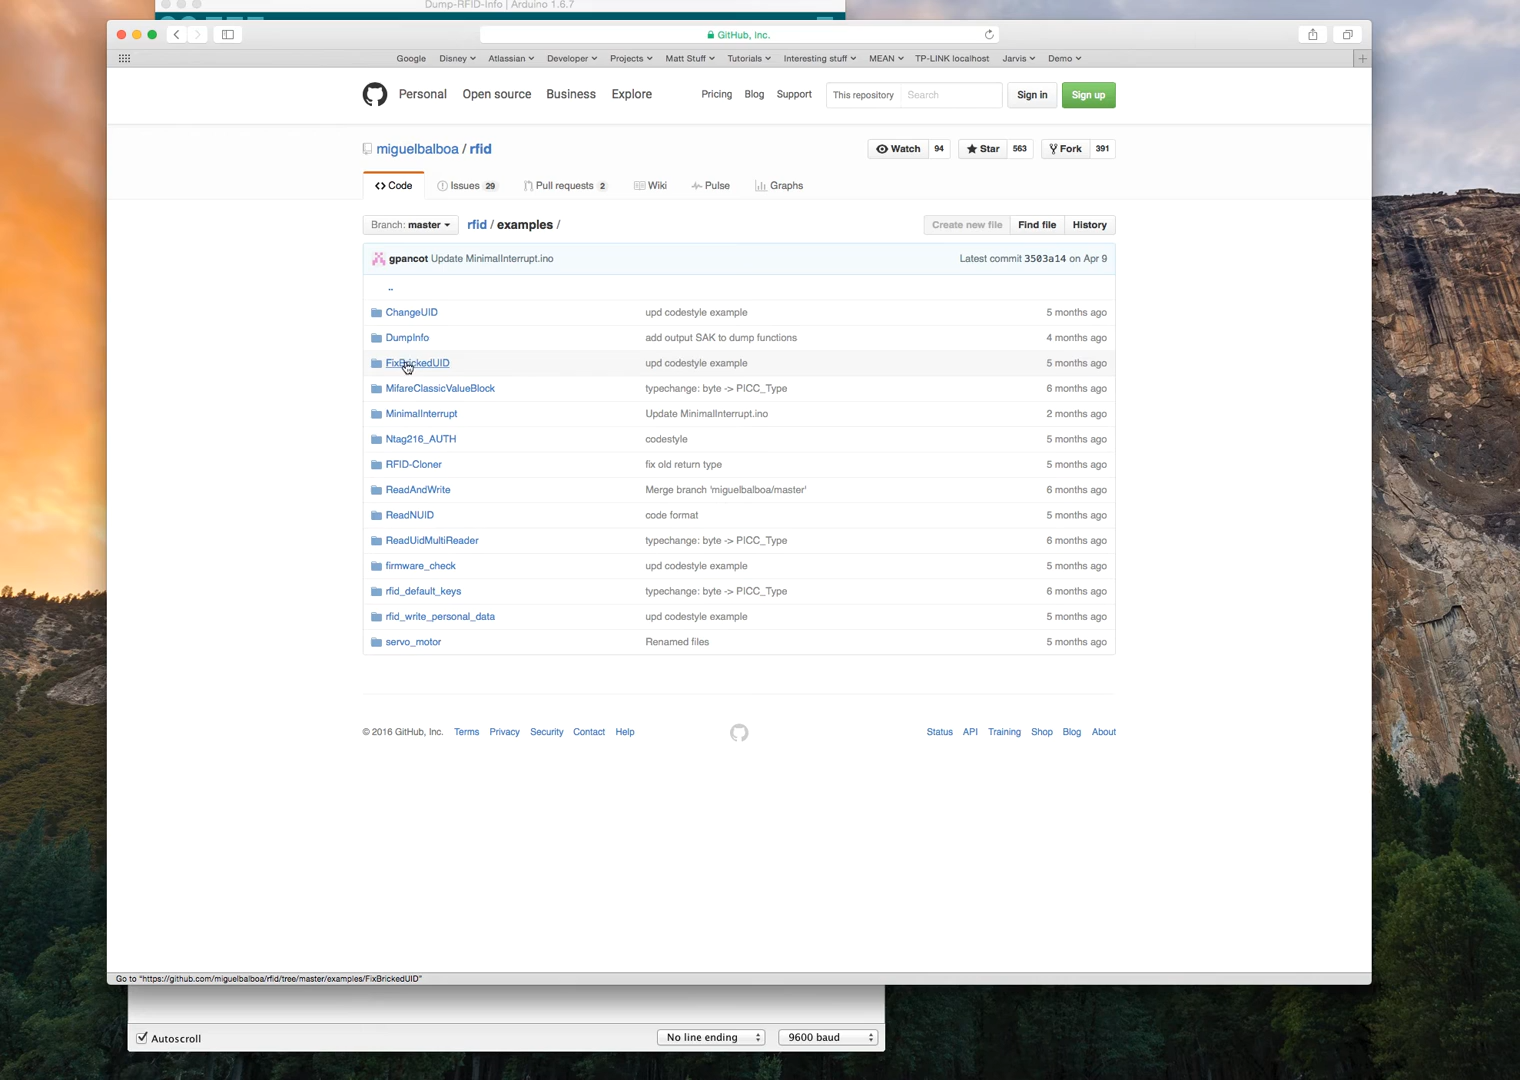 Dump-RFID-Info | Arduino 1.6.7
GitHub, Inc.
Google Disney Atlassian Developer Projects Matt Stuff Tutorials Interesting stuff MEAN TP-LINK localhost Jarvis Demo
Personal Open source Business Explore Pricing Blog Support This repository Search Sign in Sign up
miguelbalboa / rfid Watch 94 Star 563 Fork 391
Code Issues 29 Pull requests 2 Wiki Pulse Graphs
Branch: master rfid / examples / Create new file Find file History
gpancot Update MinimalInterrupt.ino Latest commit 3503a14 on Apr 9
..
ChangeUID upd codestyle example 5 months ago
DumpInfo add output SAK to dump functions 4 months ago
FixBrickedUID upd codestyle example 5 months ago
MifareClassicValueBlock typechange: byte -> PICC_Type 6 months ago
MinimalInterrupt Update MinimalInterrupt.ino 2 months ago
Ntag216_AUTH codestyle 5 months ago
RFID-Cloner fix old return type 5 months ago
ReadAndWrite Merge branch 'miguelbalboa/master' 6 months ago
ReadNUID code format 5 months ago
ReadUidMultiReader typechange: byte -> PICC_Type 6 months ago
firmware_check upd codestyle example 5 months ago
rfid_default_keys typechange: byte -> PICC_Type 6 months ago
rfid_write_personal_data upd codestyle example 5 months ago
servo_motor Renamed files 5 months ago
© 2016 GitHub, Inc. Terms Privacy Security Contact Help Status API Training Shop Blog About
Go to "https://github.com/miguelbalboa/rfid/tree/master/examples/FixBrickedUID"
Autoscroll No line ending 9600 baud